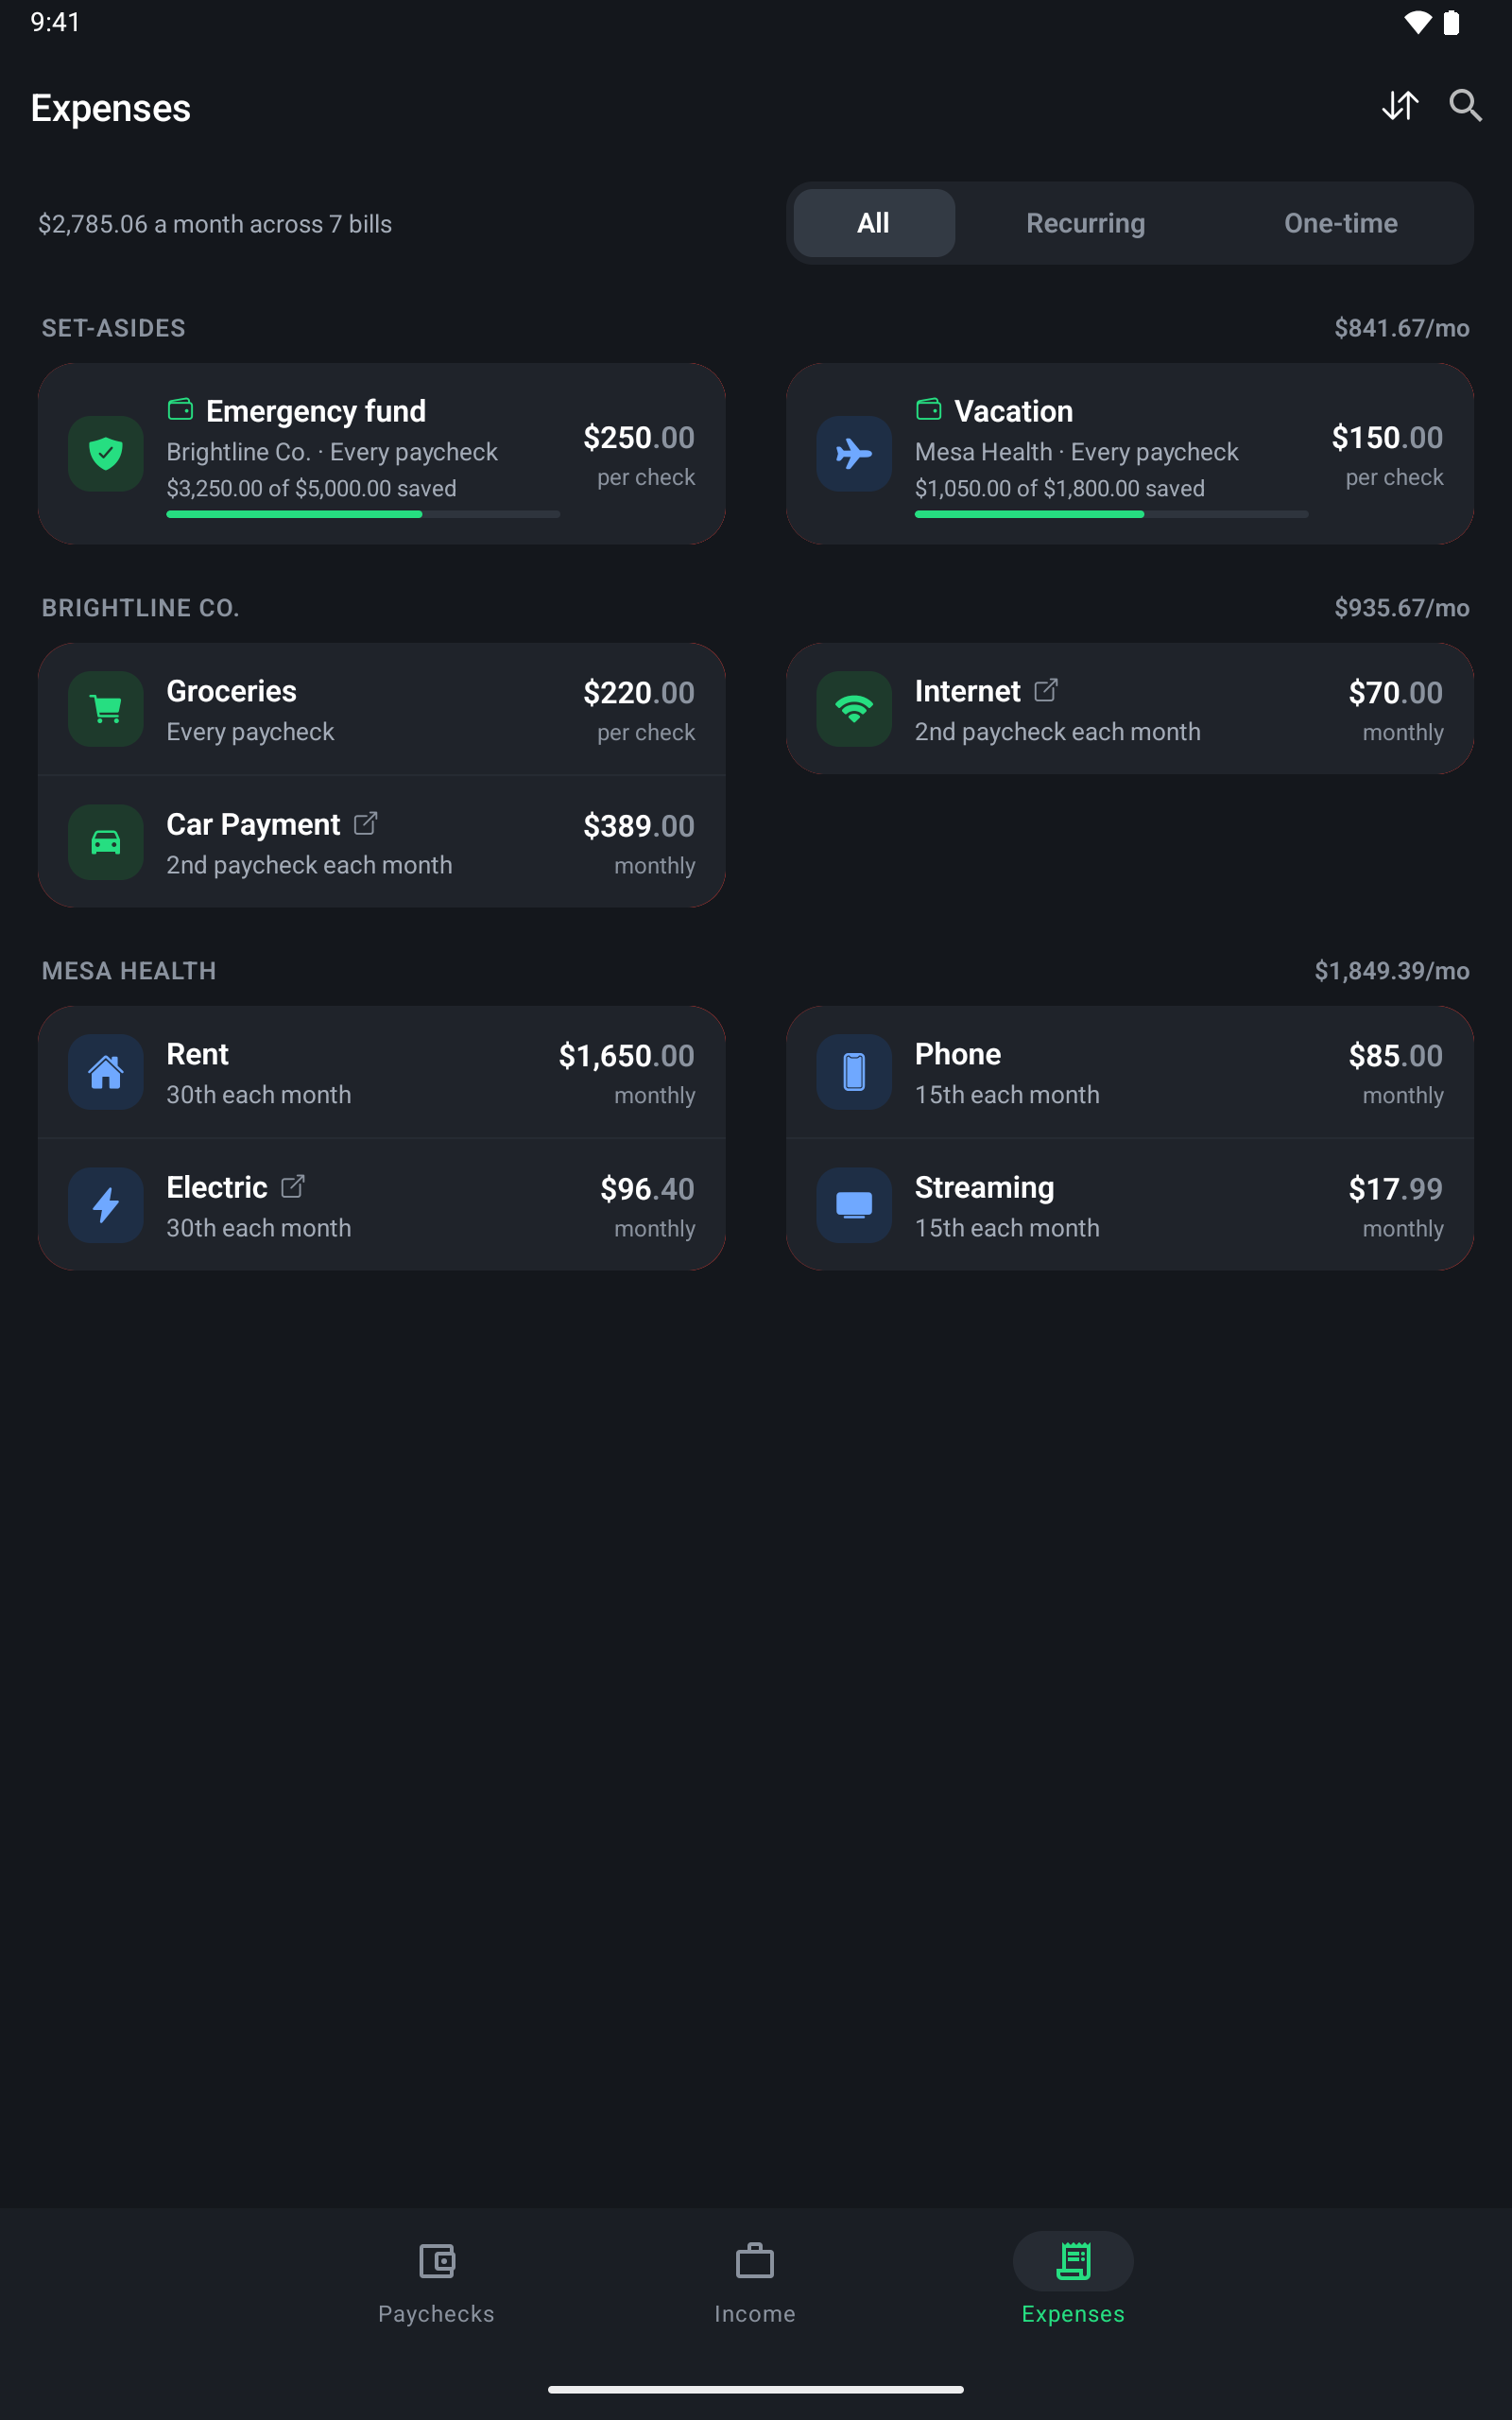 9:41
Expenses
$2,785.06 a month across 7 bills
All
Recurring
One-time
SET-ASIDES
$841.67/mo
Emergency fund
Brightline Co. · Every paycheck
$3,250.00 of $5,000.00 saved
$250.00
per check
Vacation
Mesa Health · Every paycheck
$1,050.00 of $1,800.00 saved
$150.00
per check
BRIGHTLINE CO.
$935.67/mo
Groceries
Every paycheck
$220.00
per check
Car Payment
2nd paycheck each month
$389.00
monthly
Internet
2nd paycheck each month
$70.00
monthly
MESA HEALTH
$1,849.39/mo
Rent
30th each month
$1,650.00
monthly
Electric
30th each month
$96.40
monthly
Phone
15th each month
$85.00
monthly
Streaming
15th each month
$17.99
monthly
Paychecks
Income
Expenses